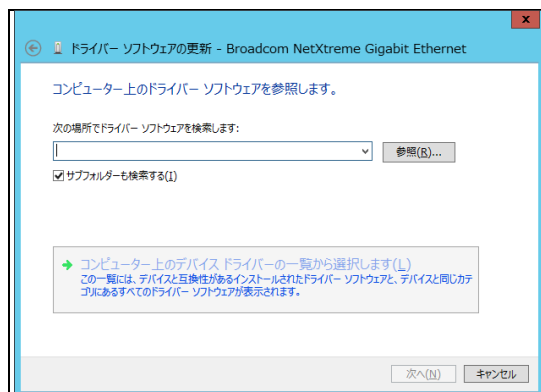 x
ドライバー ソフトウェアの更新 - Broadcom NetXtreme Gigabit Ethernet
コンピューター上のドライバー ソフトウェアを参照します。
次の場所でドライバー ソフトウェアを検索します:
参照(R)...
サブフォルダーも検索する(I)
コンピューター上のデバイス ドライバーの一覧から選択します(L)
この一覧には、デバイスと互換性があるインストールされたドライバー ソフトウェアと、デバイスと同じカテ
ゴリにあるすべてのドライバー ソフトウェアが表示されます。
次へ(N) キャンセル